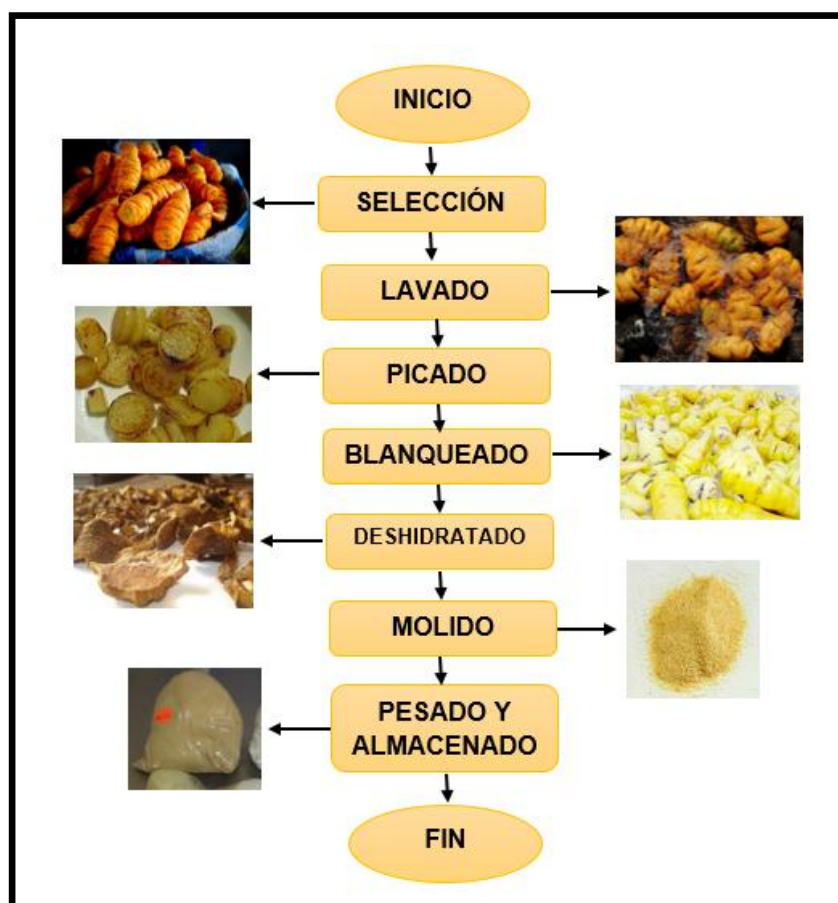 INICIO
SELECCIÓN
LAVADO
PICADO
BLANQUEADO
DESHIDRATADO
MOLIDO
PESADO Y
ALMACENADO
FIN